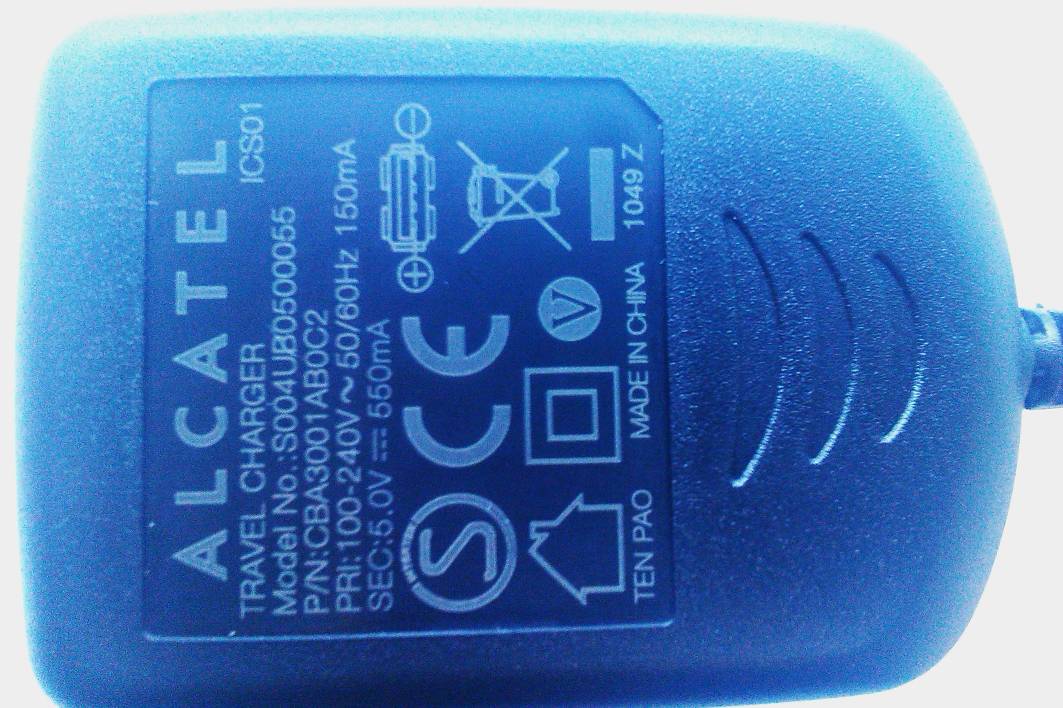 ALCATEL
TRAVEL CHARGER ICS01
Model No.:S004UB0500055
P/N:CBA3001AB0C2
PRI:100-240V~50/60Hz 150mA
SEC:5.0V⎓550mA
S CE
V
TEN PAO MADE IN CHINA 1049 Z